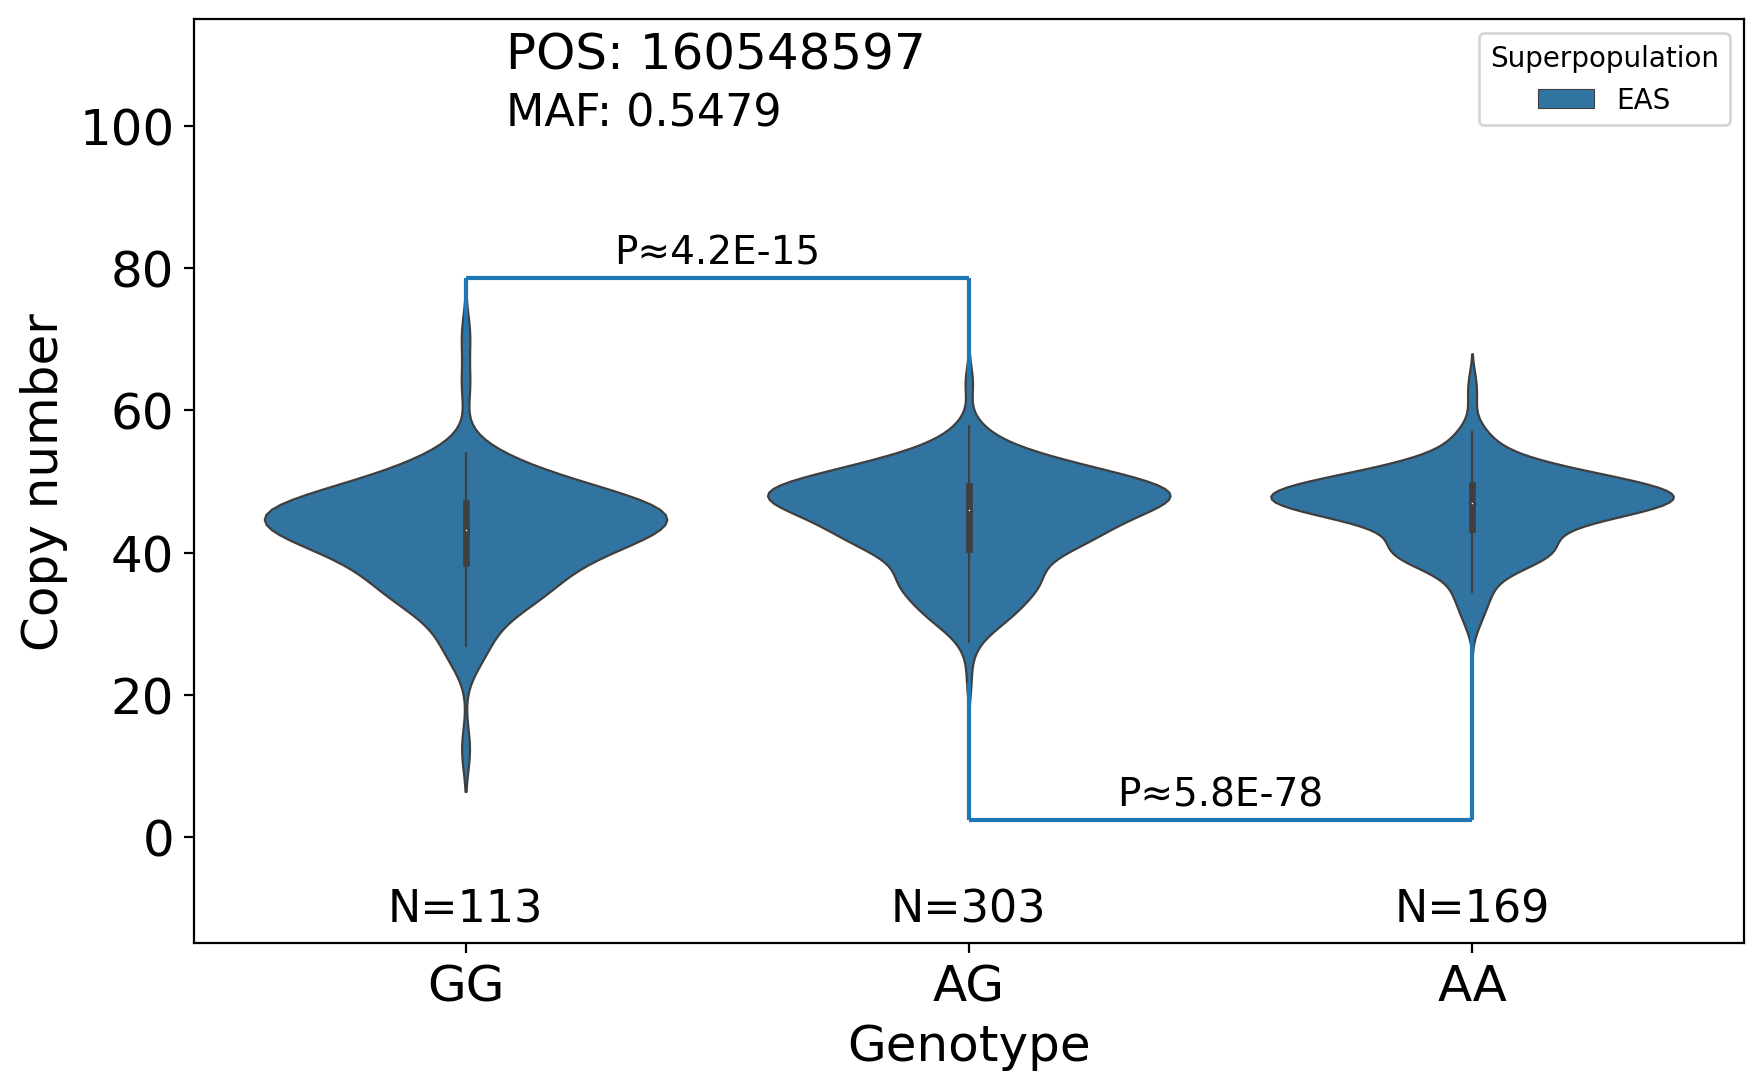 POS: 160548597
MAF: 0.5479
Superpopulation
EAS
Copy number
100
80
60
40
20
0
P≈4.2E-15
P≈5.8E-78
N=113
N=303
N=169
GG
AG
AA
Genotype